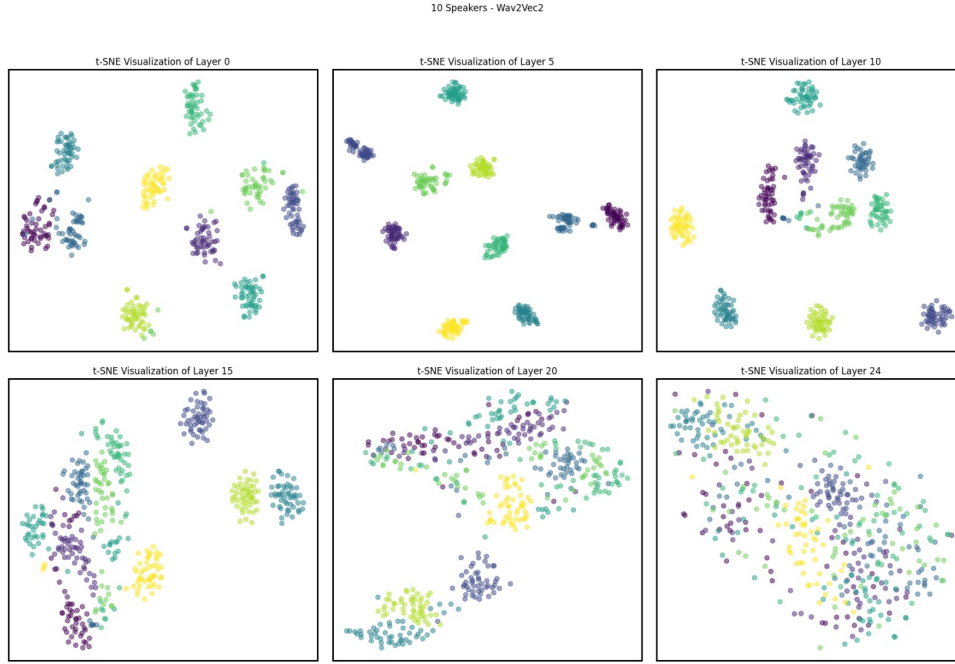 10 Speakers - Wav2Vec2
t-SNE Visualization of Layer 0
t-SNE Visualization of Layer 5
t-SNE Visualization of Layer 10
t-SNE Visualization of Layer 15
t-SNE Visualization of Layer 20
t-SNE Visualization of Layer 24